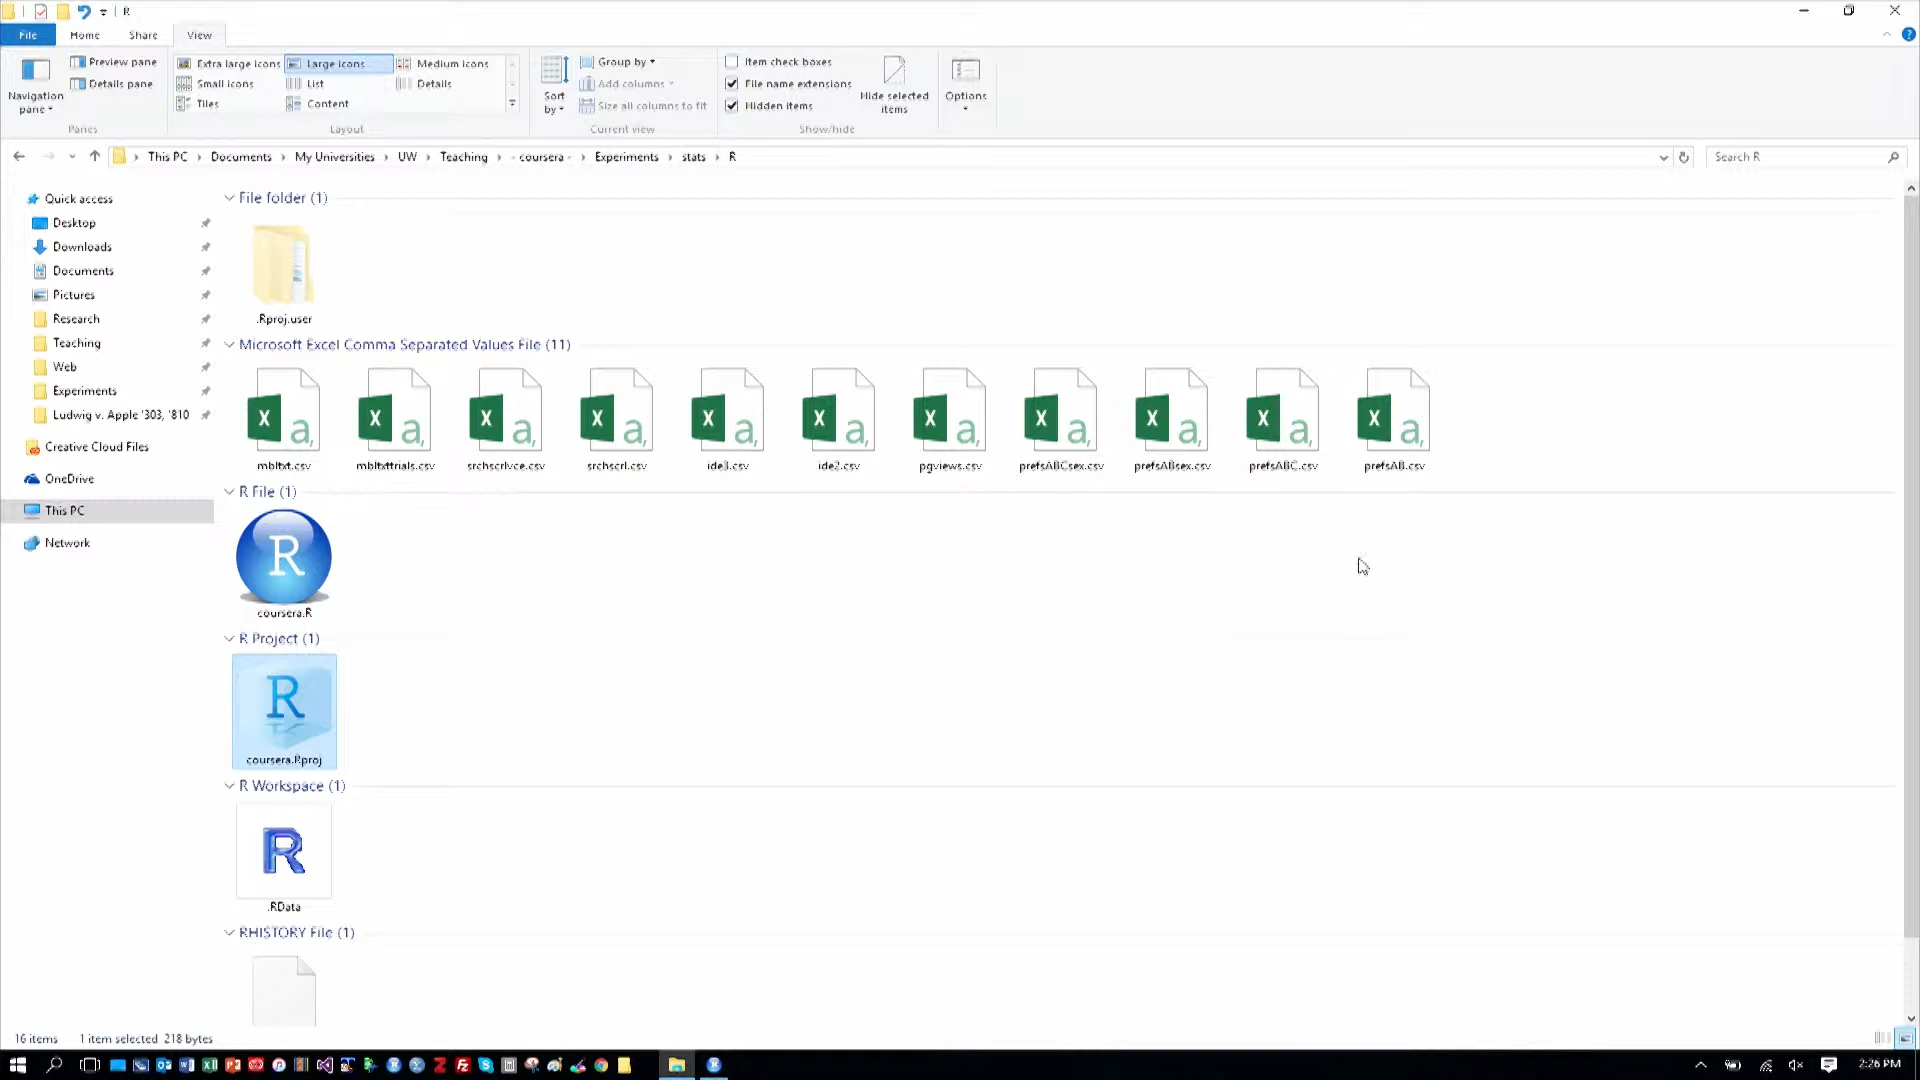 R
File Home Share View
Navigation pane
Preview pane
Details pane
Panes
Extra large icons Large icons Medium icons
Small icons List Details
Tiles Content
Layout
Sort by
Group by
Add columns
Size all columns to fit
Current view
Item check boxes
File name extensions
Hidden items
Hide selected items
Show/hide
Options
This PC Documents My Universities UW Teaching - coursera - Experiments stats R
Search R
Quick access
Desktop
Downloads
Documents
Pictures
Research
Teaching
Web
Experiments
Ludwig v. Apple '303, '810
Creative Cloud Files
OneDrive
This PC
Network
File folder (1)
.Rproj.user
Microsoft Excel Comma Separated Values File (11)
mbltxt.csv mbltxttrials.csv srchscrlvce.csv srchscrl.csv ide3.csv ide2.csv pgviews.csv prefsABCsex.csv prefsABsex.csv prefsABC.csv prefsAB.csv
R File (1)
R
coursera.R
R Project (1)
R
coursera.Rproj
R Workspace (1)
R
.RData
RHISTORY File (1)
16 items 1 item selected 218 bytes
2:26 PM